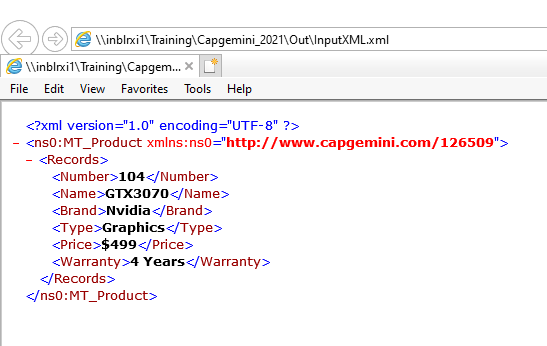 \\inblrxi1\Training\Capgemini_2021\Out\InputXML.xml
\\inblrxi1\Training\Capgem...
File Edit View Favorites Tools Help
<?xml version="1.0" encoding="UTF-8" ?>
- <ns0:MT_Product xmlns:ns0="http://www.capgemini.com/126509">
- <Records>
<Number>104</Number>
<Name>GTX3070</Name>
<Brand>Nvidia</Brand>
<Type>Graphics</Type>
<Price>$499</Price>
<Warranty>4 Years</Warranty>
</Records>
</ns0:MT_Product>